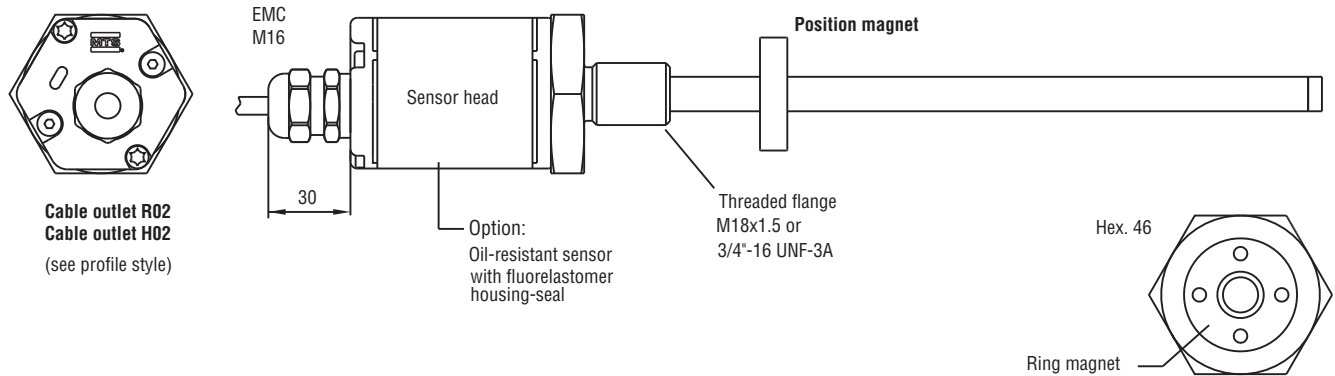 MTS
Cable outlet R02
Cable outlet H02
(see profile style)
EMC
M16
30
Sensor head
Option:
Oil-resistant sensor
with fluorelastomer
housing-seal
Position magnet
Threaded flange
M18x1.5 or
3/4"-16 UNF-3A
Hex. 46
Ring magnet